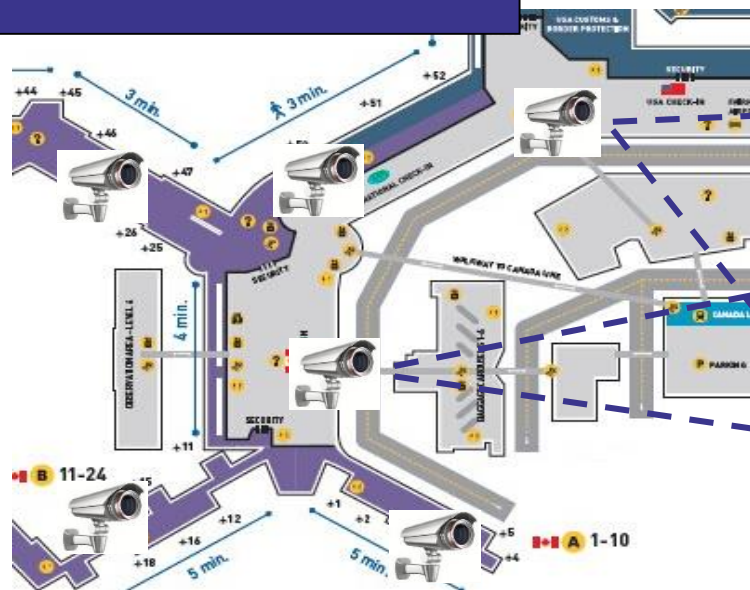 USA CUSTOMS &
BORDER PROTECTION
SECURITY
USA CHECK-IN
+44
+45
+46
+47
3 min.
3 min.
+52
+51
+26
+25
SECURITY
WALKWAY TO CANADA LINE
CANADA L
P PARKING
4 min.
OBSERVATION AREA - LEVEL 4
SECURITY
+11
B 11-24
+12
+16
+18
5 min.
+1
+2
5 min.
+5
+4
A 1-10